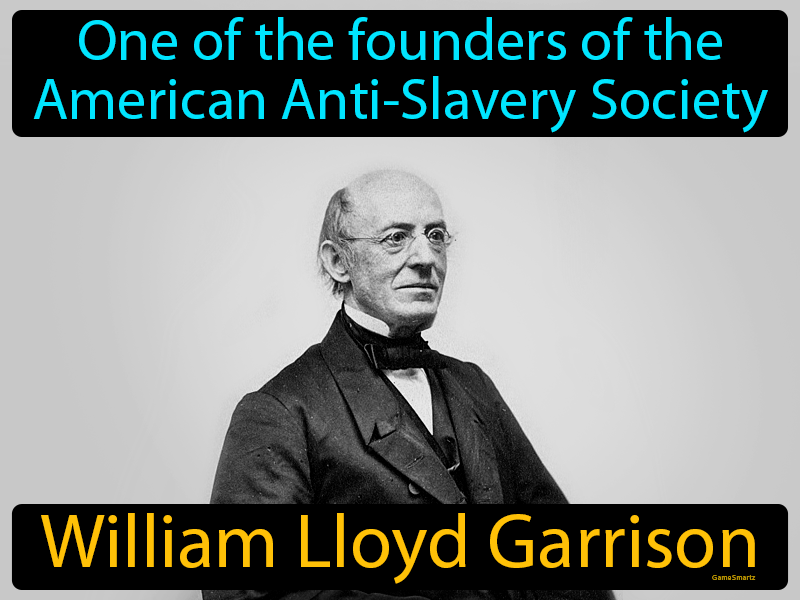 One of the founders of the
American Anti-Slavery Society
William Lloyd Garrison
GameSmartz